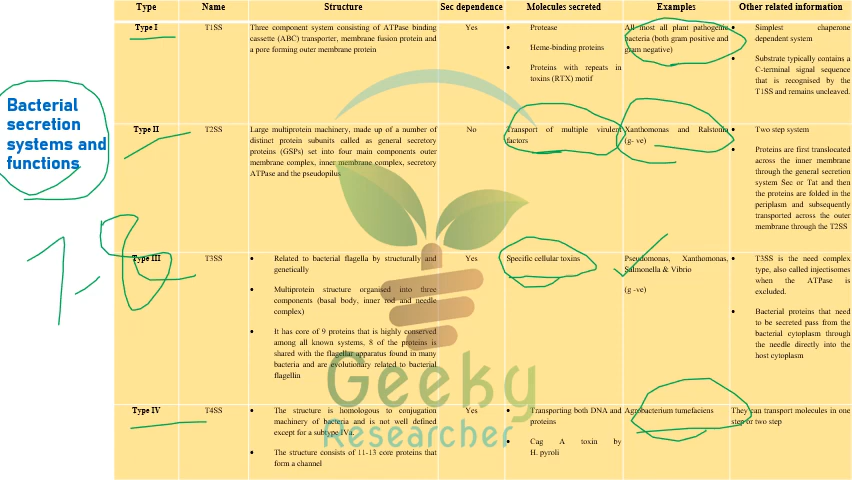 Type Name Structure Sec dependence Molecules secreted Examples Other related information
Bacterial
secretion
systems and
functions
Type I
T1SS
Three component system consisting of ATPase binding
cassette (ABC) transporter, membrane fusion protein and
a pore forming outer membrane protein
Yes
• Protease
• Heme-binding proteins
• Proteins with repeats in
toxins (RTX) motif
All most all plant pathogenic
bacteria (both gram positive and
gram negative)
• Simplest chaperone
dependent system
• Substrate typically contains a
C-terminal signal sequence
that is recognised by the
T1SS and remains uncleaved.
Type II
T2SS
Large multiprotein machinery, made up of a number of
distinct protein subunits called as general secretory
proteins (GSPs) set into four main components outer
membrane complex, inner membrane complex, secretory
ATPase and the pseudopilus
No
Transport of multiple virulent
factors
Xanthomonas and Ralstonia
(g- ve)
• Two step system
• Proteins are first translocated
across the inner membrane
through the general secretion
system Sec or Tat and then
the proteins are folded in the
periplasm and subsequently
transported across the outer
membrane through the T2SS
Type III
T3SS
• Related to bacterial flagella by structurally and
genetically
• Multiprotein structure organised into three
components (basal body, inner rod and needle
complex)
• It has core of 9 proteins that is highly conserved
among all known systems, 8 of the proteins is
shared with the flagellar apparatus found in many
bacteria and are evolutionary related to bacterial
flagellin
Yes
Specific cellular toxins
Pseudomonas, Xanthomonas,
Salmonella & Vibrio
(g –ve)
• T3SS is the need complex
type, also called injectisomes
when the ATPase is
excluded.
• Bacterial proteins that need
to be secreted pass from the
bacterial cytoplasm through
the needle directly into the
host cytoplasm
Type IV
T4SS
• The structure is homologous to conjugation
machinery of bacteria and is not well defined
except for a subtype IVa.
• The structure consists of 11-13 core proteins that
form a channel
Yes
• Transporting both DNA and
proteins
• Cag A toxin by
H. pyroli
Agrobacterium tumefaciens
They can transport molecules in one
step or two step
Geeky
Researcher